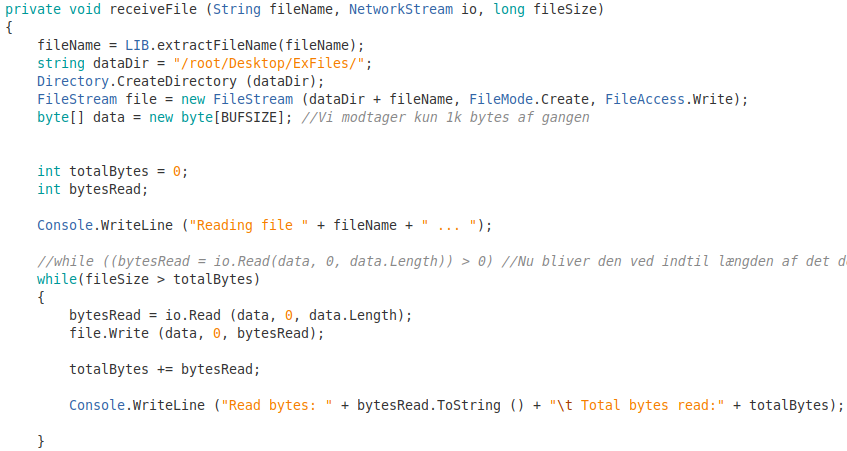 private void receiveFile (String fileName, NetworkStream io, long fileSize)
{
fileName = LIB.extractFileName(fileName);
string dataDir = "/root/Desktop/ExFiles/";
Directory.CreateDirectory (dataDir);
FileStream file = new FileStream (dataDir + fileName, FileMode.Create, FileAccess.Write);
byte[] data = new byte[BUFSIZE]; //Vi modtager kun 1k bytes af gangen
int totalBytes = 0;
int bytesRead;
Console.WriteLine ("Reading file " + fileName + " ... ");
//while ((bytesRead = io.Read(data, 0, data.Length)) > 0) //Nu bliver den ved indtil længden af det
while(fileSize > totalBytes)
{
bytesRead = io.Read (data, 0, data.Length);
file.Write (data, 0, bytesRead);
totalBytes += bytesRead;
Console.WriteLine ("Read bytes: " + bytesRead.ToString () + "\t Total bytes read:" + totalBytes);
}